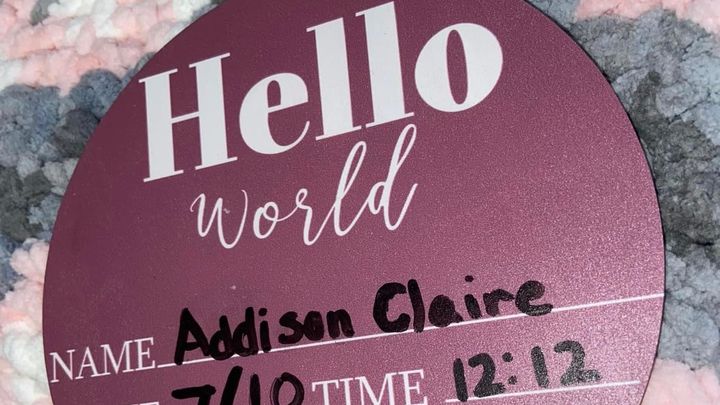 Hello
World
NAME Addison Claire
7/10 TIME 12:12